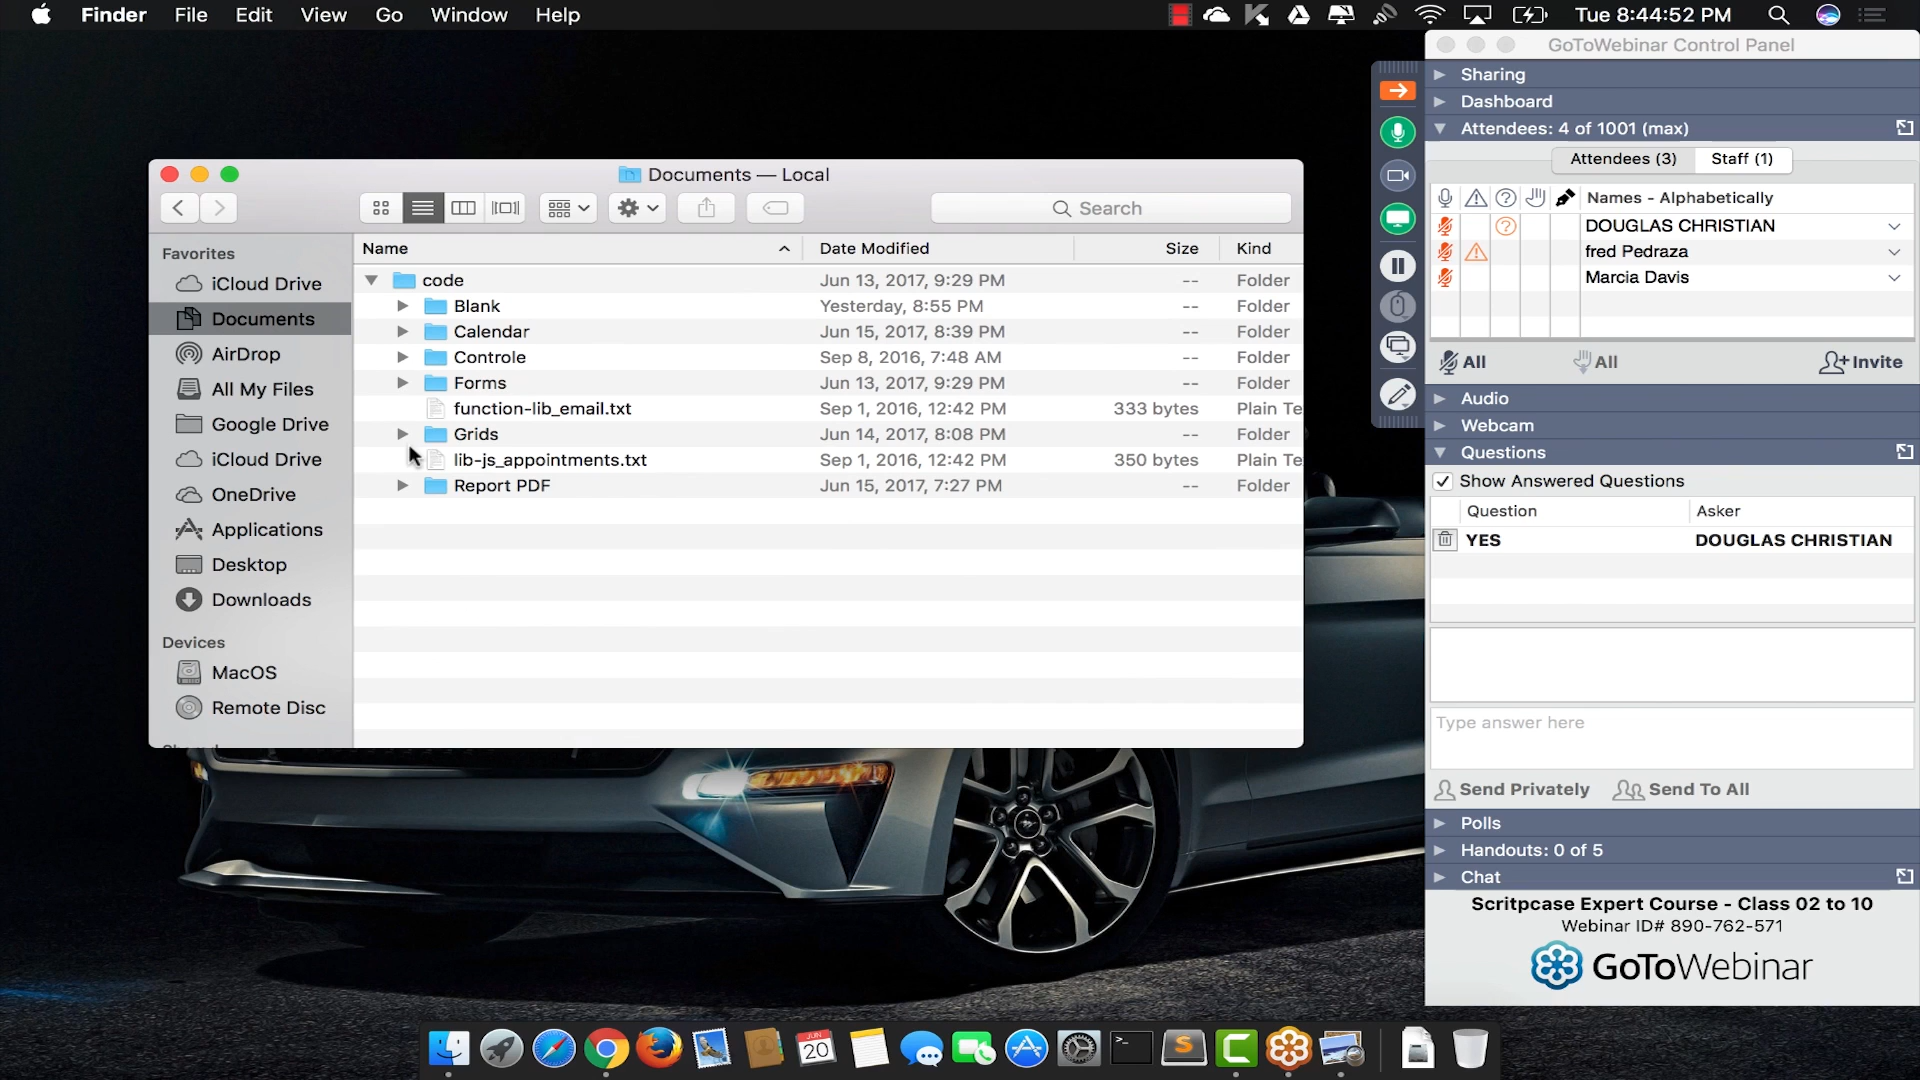 Finder File Edit View Go Window Help
Tue 8:44:52 PM
Documents — Local
Search
Favorites
iCloud Drive
Documents
AirDrop
All My Files
Google Drive
iCloud Drive
OneDrive
Applications
Desktop
Downloads
Devices
MacOS
Remote Disc
Name Date Modified Size Kind
code Jun 13, 2017, 9:29 PM -- Folder
Blank Yesterday, 8:55 PM -- Folder
Calendar Jun 15, 2017, 8:39 PM -- Folder
Controle Sep 8, 2016, 7:48 AM -- Folder
Forms Jun 13, 2017, 9:29 PM -- Folder
function-lib_email.txt Sep 1, 2016, 12:42 PM 333 bytes Plain Te
Grids Jun 14, 2017, 8:08 PM -- Folder
lib-js_appointments.txt Sep 1, 2016, 12:42 PM 350 bytes Plain Te
Report PDF Jun 15, 2017, 7:27 PM -- Folder
GoToWebinar Control Panel
Sharing
Dashboard
Attendees: 4 of 1001 (max)
Attendees (3) Staff (1)
Names - Alphabetically
DOUGLAS CHRISTIAN
fred Pedraza
Marcia Davis
All All Invite
Audio
Webcam
Questions
Show Answered Questions
Question Asker
YES DOUGLAS CHRISTIAN
Type answer here
Send Privately Send To All
Polls
Handouts: 0 of 5
Chat
Scritpcase Expert Course - Class 02 to 10
Webinar ID# 890-762-571
GoToWebinar
JUN
20